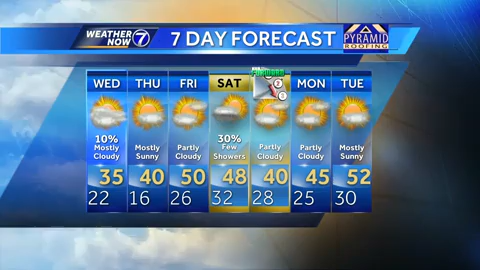 WEATHER
NOW 7
7 DAY FORECAST
PYRAMID
ROOFING
WED THU FRI SAT MON TUE
FORWARD
2
10% 30%
Mostly Cloudy Mostly Sunny Partly Cloudy Few Showers Partly Cloudy Partly Cloudy Mostly Sunny
35 40 50 48 40 45 52
22 16 26 32 28 25 30